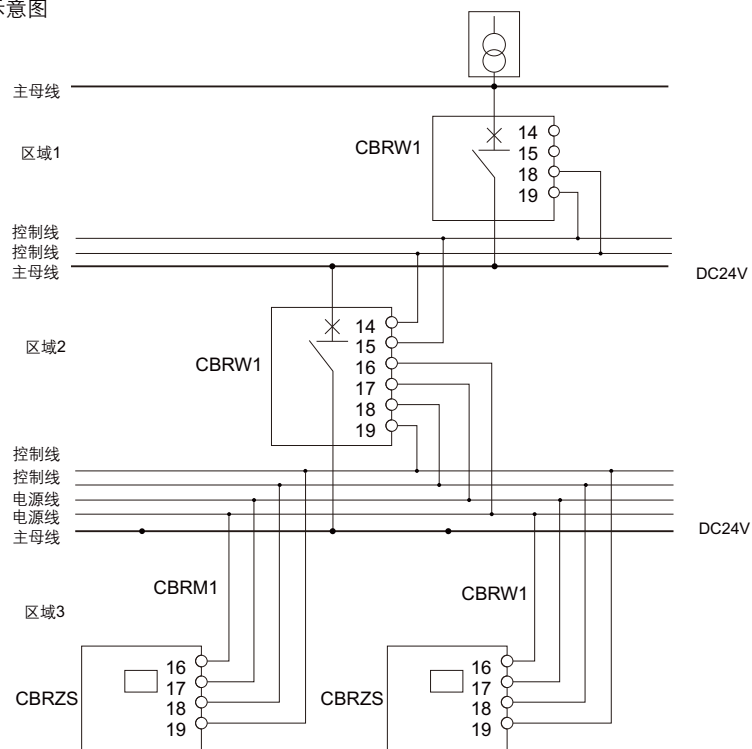 示意图
主母线
区域1
CBRW1
14
15
18
19
控制线
控制线
主母线
DC24V
区域2
CBRW1
14
15
16
17
18
19
控制线
控制线
电源线
电源线
主母线
DC24V
区域3
CBRM1
CBRW1
CBRZS
16
17
18
19
CBRZS
16
17
18
19